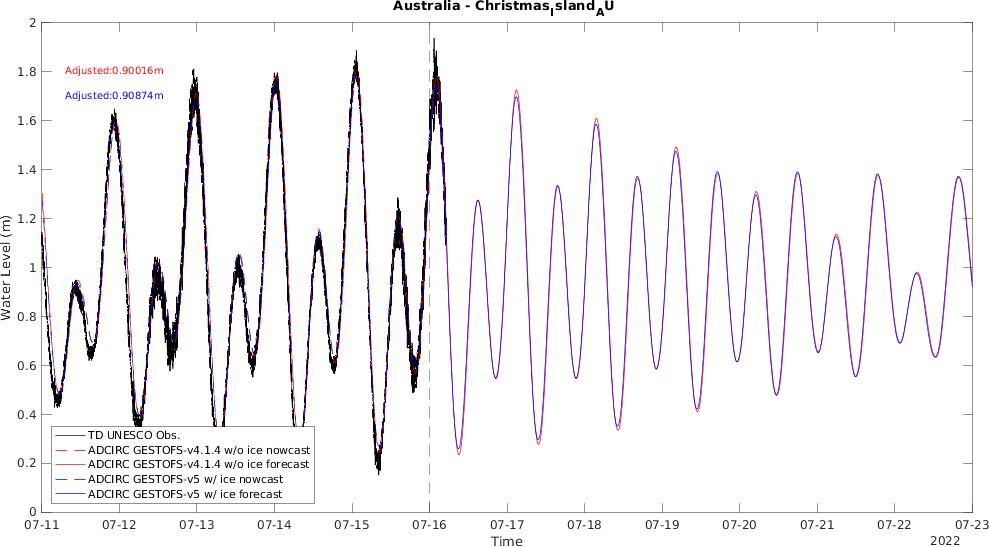 Australia - ChristmasIslandAU
2
1.8
1.6
1.4
1.2
1
0.8
0.6
0.4
0.2
0
Water Level (m)
Adjusted:0.90016m
Adjusted:0.90874m
TD UNESCO Obs.
ADCIRC GESTOFS-v4.1.4 w/o ice nowcast
ADCIRC GESTOFS-v4.1.4 w/o ice forecast
ADCIRC GESTOFS-v5 w/ ice nowcast
ADCIRC GESTOFS-v5 w/ ice forecast
07-11 07-12 07-13 07-14 07-15 07-16 07-17 07-18 07-19 07-20 07-21 07-22 07-23
Time
2022